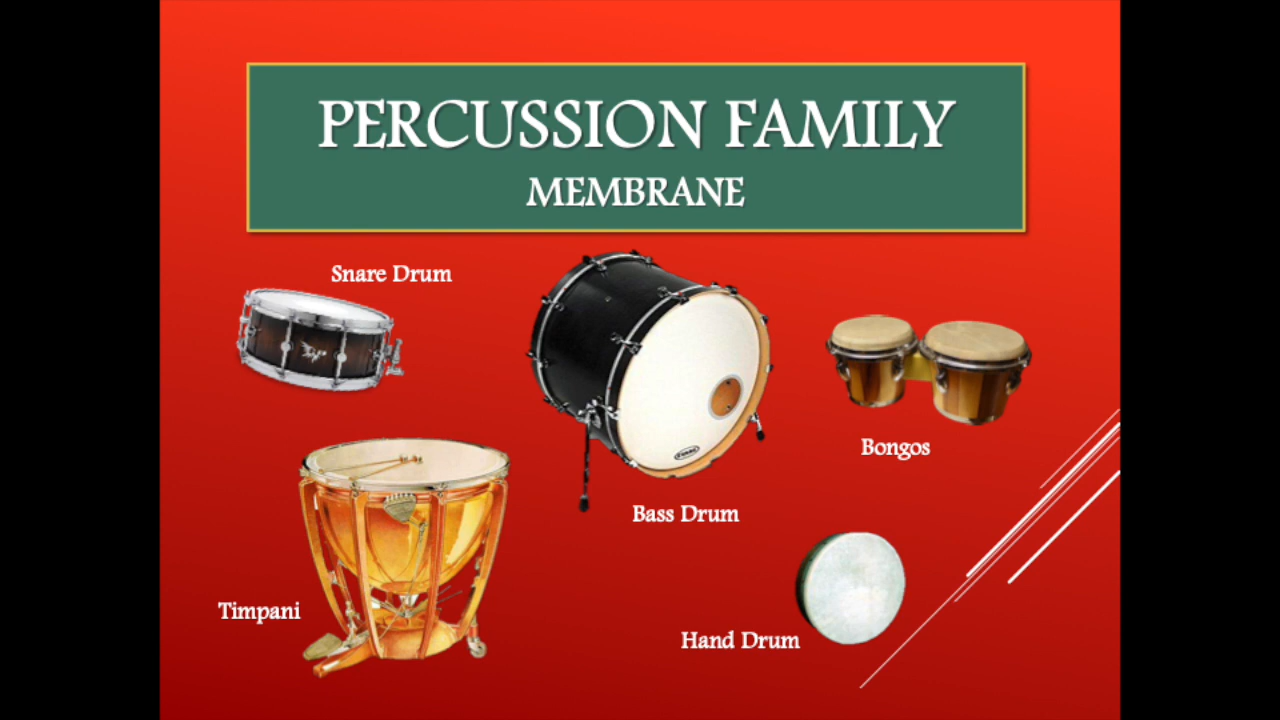 PERCUSSION FAMILY
MEMBRANE
Snare Drum
Bongos
Bass Drum
Timpani
Hand Drum